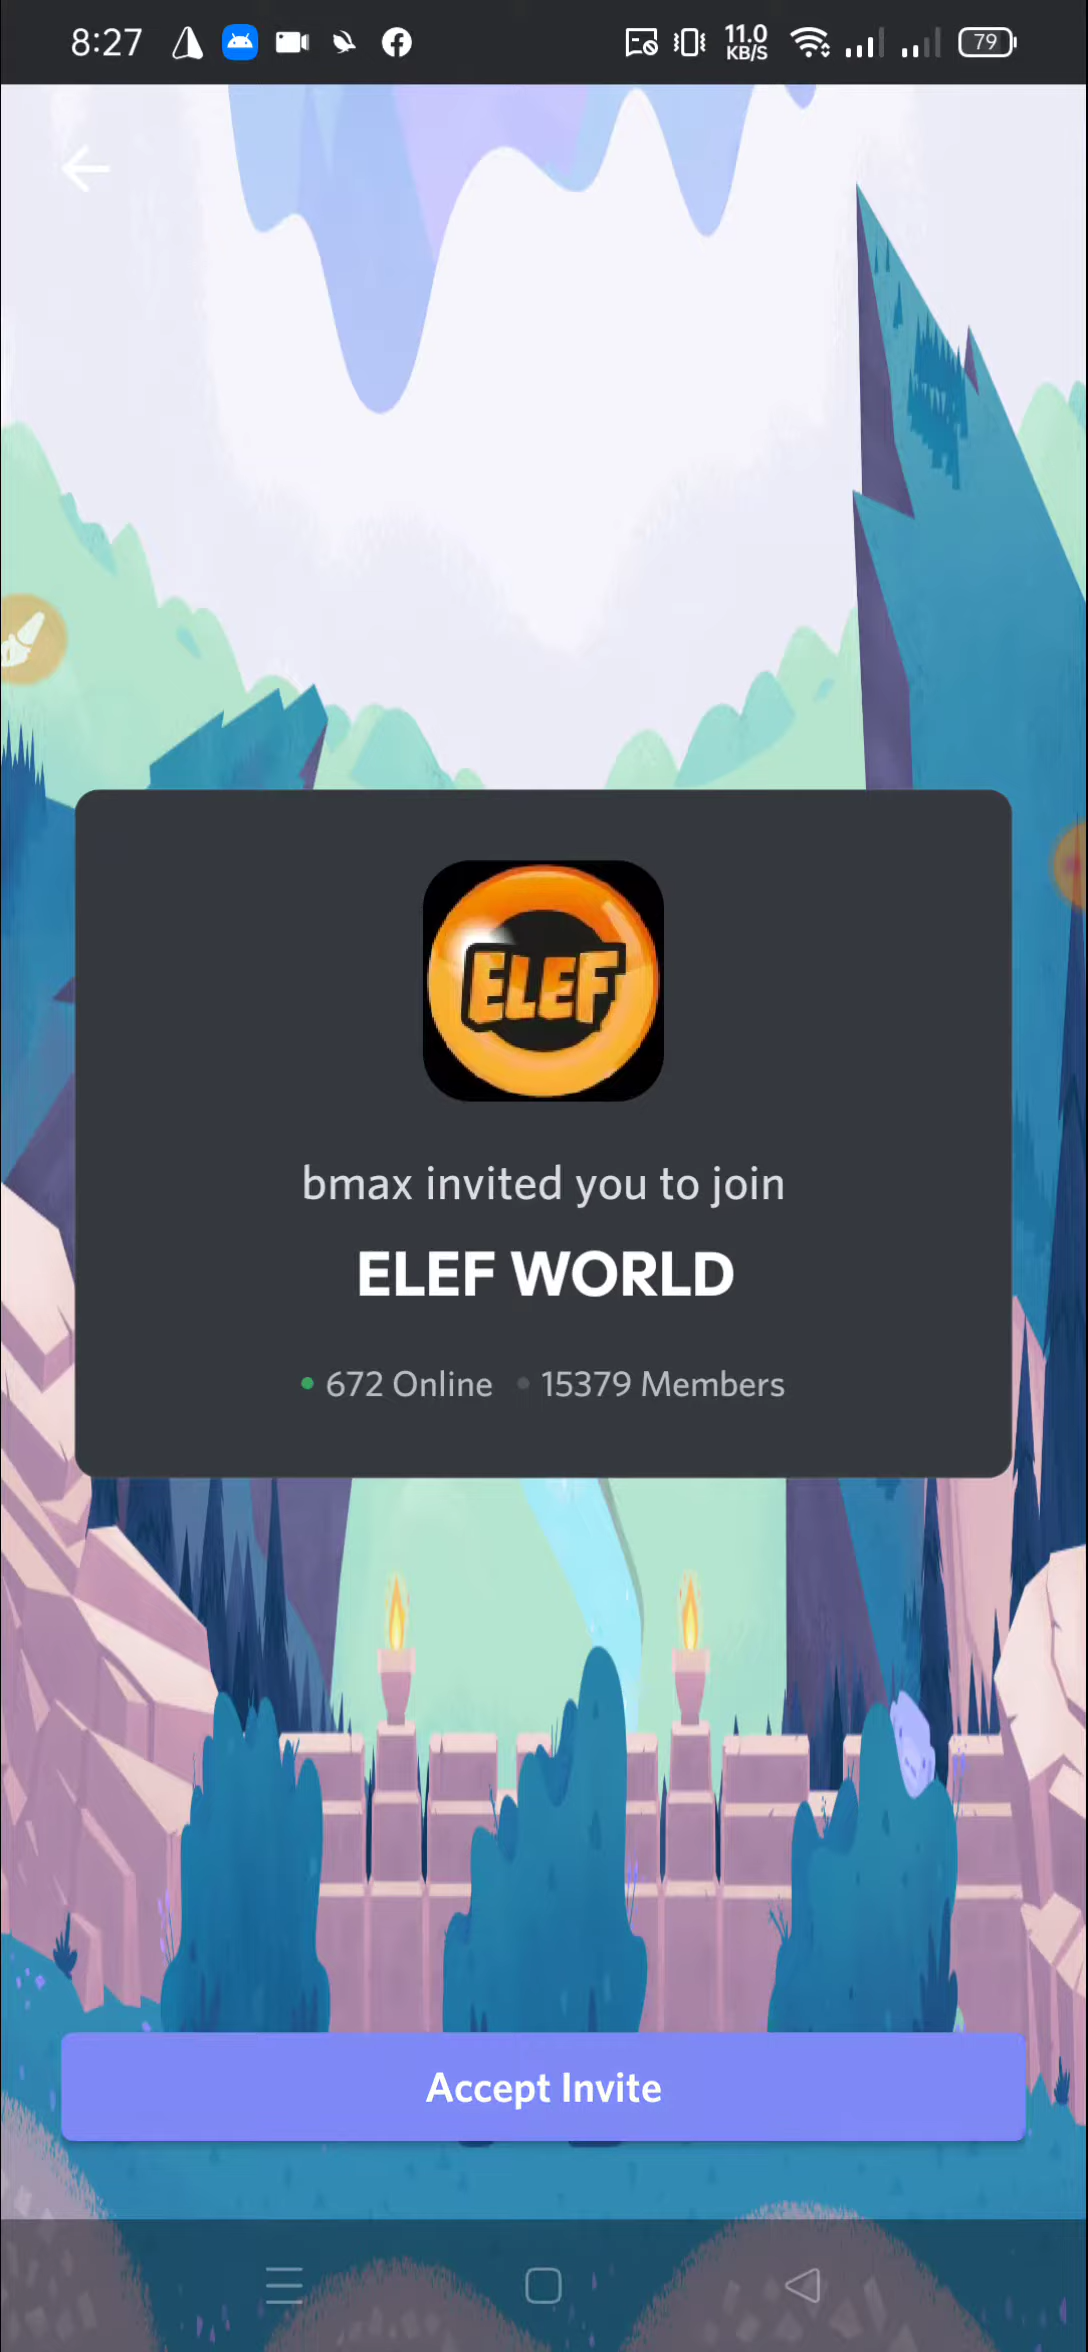 8:27
11.0
KB/S
79
ELEF
bmax invited you to join
ELEF WORLD
672 Online
15379 Members
Accept Invite